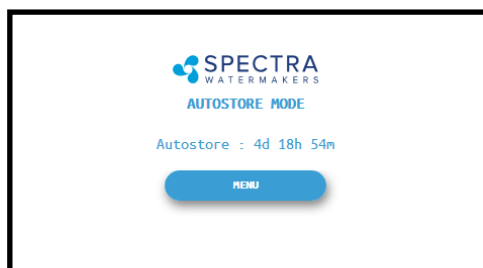 SPECTRA
WATERMAKERS
AUTOSTORE MODE
Autostore : 4d 18h 54m
MENU